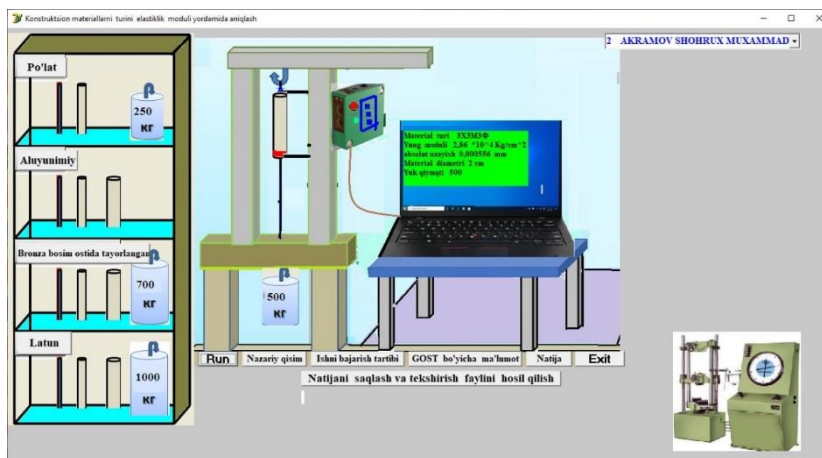 Konstruktsion materiallarni turini elastiklik moduli yordamida aniqlash
2 AKRAMOV SHOHRUX MUXAMMAD
Po'lat
250
КГ
Aluyunimiy
Bronza bosim ostida tayorlangan
700
КГ
Latun
1000
КГ
500
КГ
Material turi 3Х3М3Ф
Yung moduli 2,86 *10^4 Kg/sm^2
absolut uzayish 0,000556 mm
Material diametri 2 cm
Yuk qiymati 500
Run
Nazariy qisim
Ishni bajarish tartibi
GOST bo'yicha ma'lumot
Natija
Exit
Natijani saqlash va tekshirish faylini hosil qilish